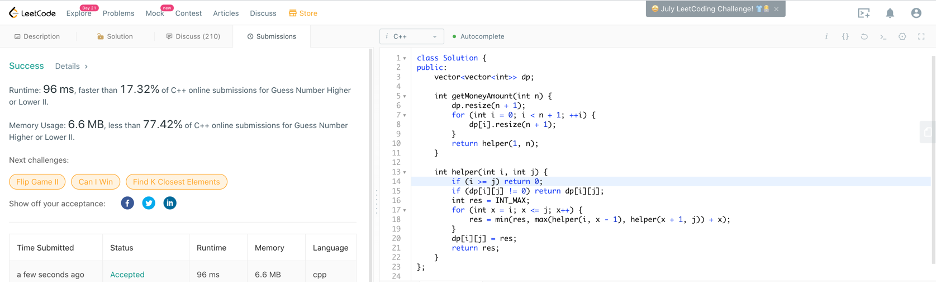 LeetCode
Explore
Day 21
Problems
Mock
new
Contest
Articles
Discuss
Store
July LeetCoding Challenge!
Description
Solution
Discuss (210)
Submissions
Success Details
Runtime: 96 ms, faster than 17.32% of C++ online submissions for Guess Number Higher
or Lower II.
Memory Usage: 6.6 MB, less than 77.42% of C++ online submissions for Guess Number
Higher or Lower II.
Next challenges:
Flip Game II Can I Win Find K Closest Elements
Show off your acceptance:
Time Submitted Status Runtime Memory Language
a few seconds ago Accepted 96 ms 6.6 MB cpp
i C++ Autocomplete
1 class Solution {
2 public:
3 vector<vector<int>> dp;
4
5 int getMoneyAmount(int n) {
6 dp.resize(n + 1);
7 for (int i = 0; i < n + 1; ++i) {
8 dp[i].resize(n + 1);
9 }
10 return helper(1, n);
11 }
12
13 int helper(int i, int j) {
14 if (i >= j) return 0;
15 if (dp[i][j] != 0) return dp[i][j];
16 int res = INT_MAX;
17 for (int x = i; x <= j; x++) {
18 res = min(res, max(helper(i, x - 1), helper(x + 1, j)) + x);
19 }
20 dp[i][j] = res;
21 return res;
22 }
23 };
24